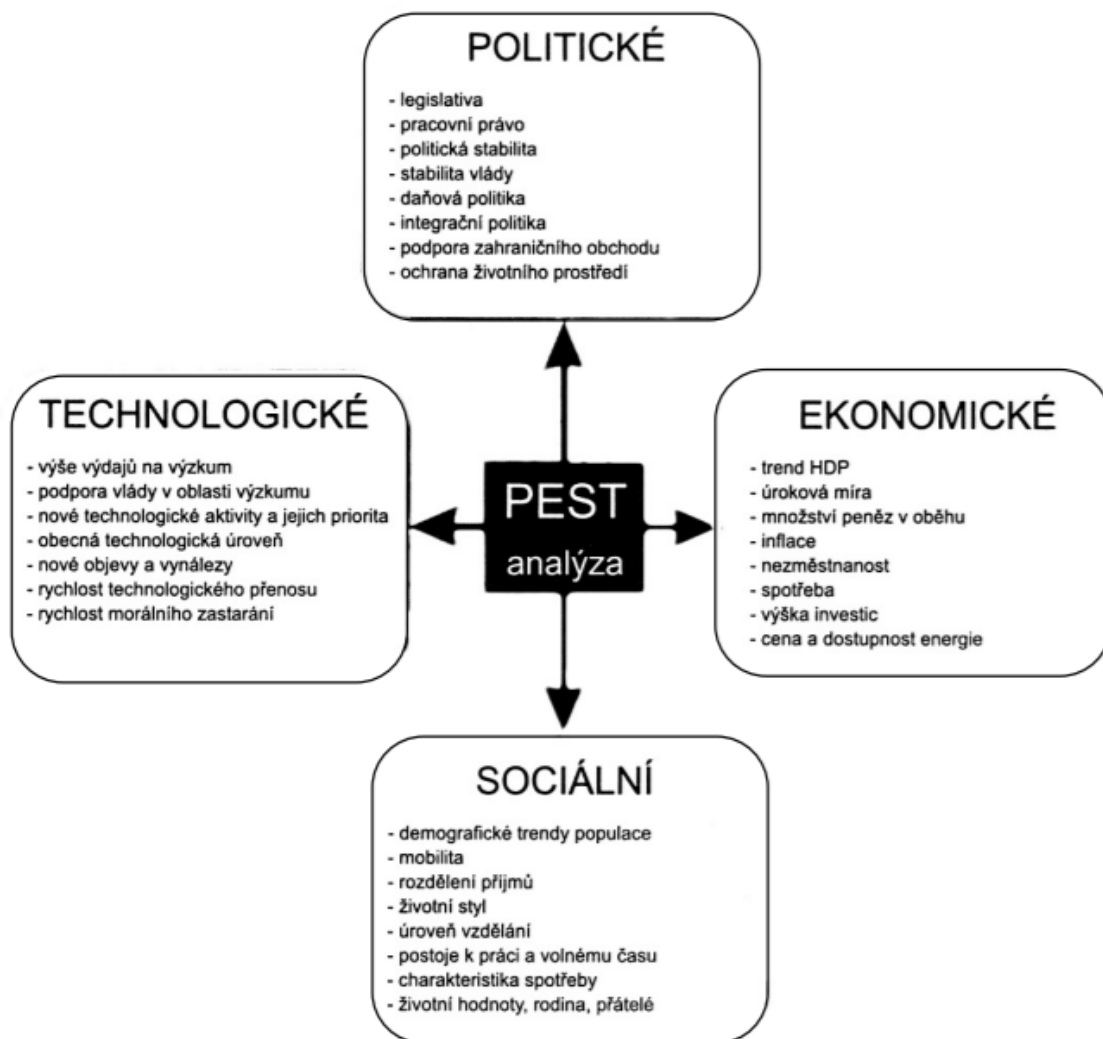 POLITICKÉ
- legislativa
- pracovní právo
- politická stabilita
- stabilita vlády
- daňová politika
- integrační politika
- podpora zahraničního obchodu
- ochrana životního prostředí
TECHNOLOGICKÉ
- výše výdajů na výzkum
- podpora vlády v oblasti výzkumu
- nové technologické aktivity a jejich priorita
- obecná technologická úroveň
- nové objevy a vynálezy
- rychlost technologického přenosu
- rychlost morálního zastarání
PEST
analýza
EKONOMICKÉ
- trend HDP
- úroková míra
- množství peněz v oběhu
- inflace
- nezměstnanost
- spotřeba
- výška investic
- cena a dostupnost energie
SOCIÁLNÍ
- demografické trendy populace
- mobilita
- rozdělení příjmů
- životní styl
- úroveň vzdělání
- postoje k práci a volnému času
- charakteristika spotřeby
- životní hodnoty, rodina, přátelé